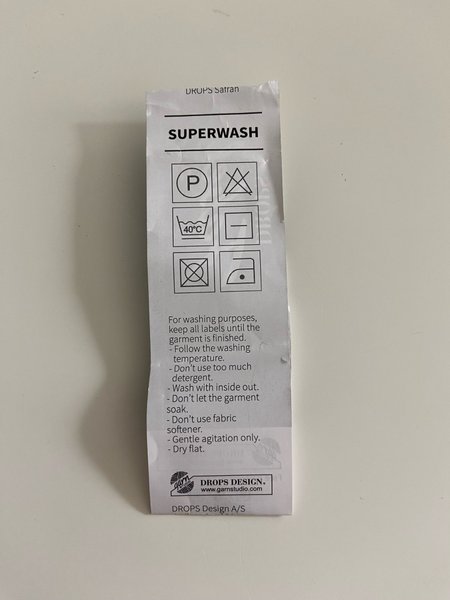 DROPS Safran
SUPERWASH
P
40°C
For washing purposes,
keep all labels until the
garment is finished.
- Follow the washing
temperature.
- Don't use too much
detergent.
- Wash with inside out.
- Don't let the garment
soak.
- Don't use fabric
softener.
- Gentle agitation only.
- Dry flat.
DROPS DESIGN®
www.garnstudio.com
DROPS Design A/S